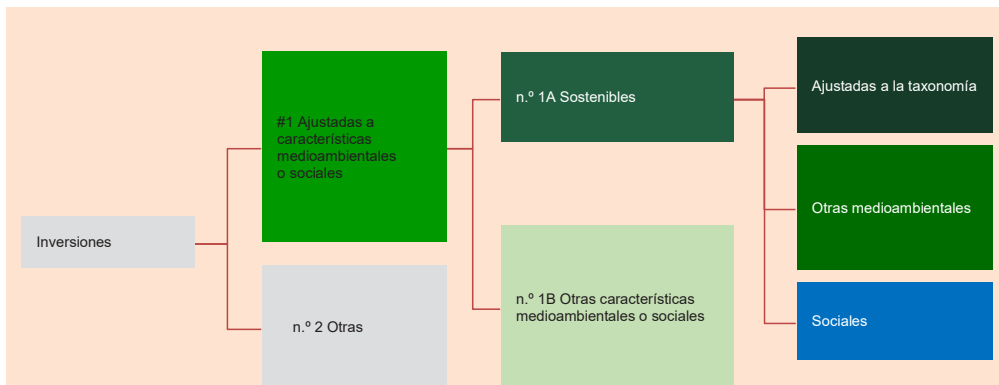 Inversiones
#1 Ajustadas a
características
medioambientales
o sociales
n.º 2 Otras
n.º 1A Sostenibles
n.º 1B Otras características
medioambientales o sociales
Ajustadas a la taxonomía
Otras medioambientales
Sociales